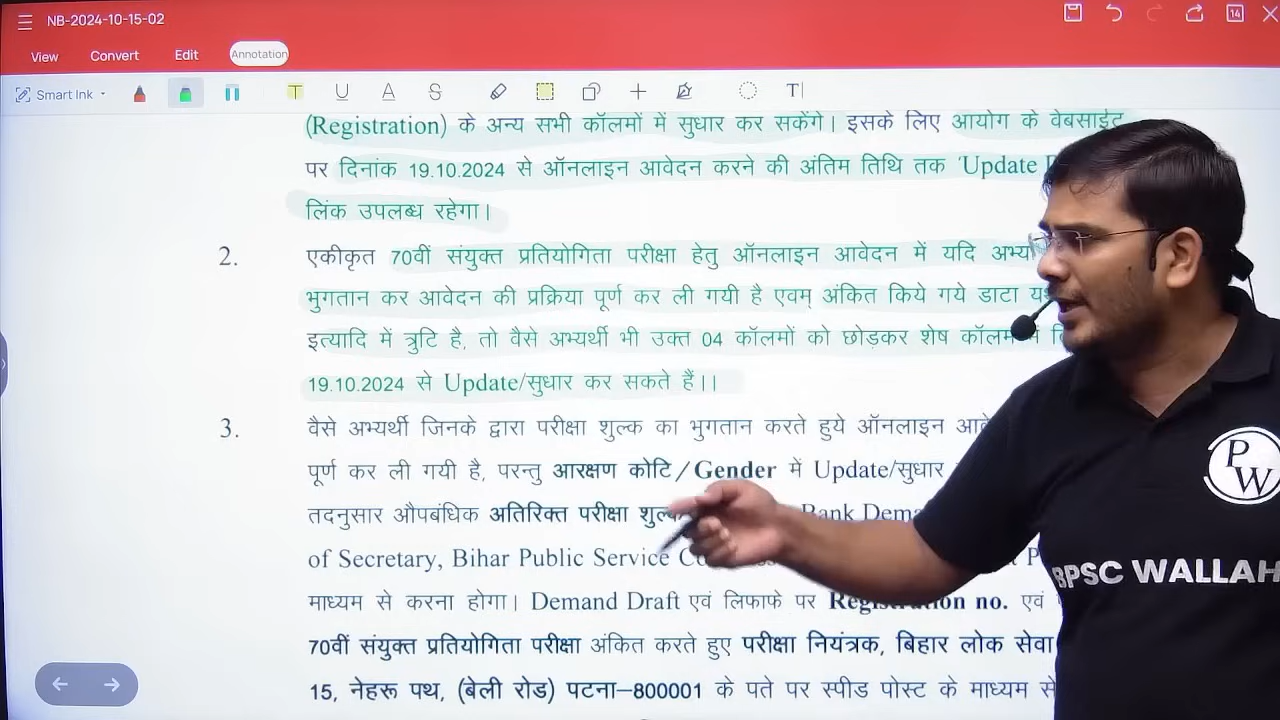 NB-2024-10-15-02
14
View Convert Edit Annotation
Smart Ink T U A S T
(Registration) के अन्य सभी कॉलमों में सुधार कर सकेंगे। इसके लिए आयोग के वेबसाईट
पर दिनांक 19.10.2024 से ऑनलाइन आवेदन करने की अंतिम तिथि तक 'Update
लिंक उपलब्ध रहेगा।
2. एकीकृत 70वीं संयुक्त प्रतियोगिता परीक्षा हेतु ऑनलाइन आवेदन में यदि
भुगतान कर आवेदन की प्रक्रिया पूर्ण कर ली गयी है एवम् अंकित किये गये डाटा
इत्यादि में त्रुटि है, तो वैसे अभ्यर्थी भी उक्त 04 कॉलमों को छोड़कर शेष कॉलमों में
19.10.2024 से Update/सुधार कर सकते हैं।।
3. वैसे अभ्यर्थी जिनके द्वारा परीक्षा शुल्क का भुगतान करते हुये ऑनलाइन
पूर्ण कर ली गयी है, परन्तु आरक्षण कोटि/Gender में Update/सुधार
तदनुसार औपबंधिक अतिरिक्त परीक्षा शुल्क Bank
of Secretary, Bihar Public Service
माध्यम से करना होगा। Demand Draft एवं लिफाफे पर Registration no. एवं
70वीं संयुक्त प्रतियोगिता परीक्षा अंकित करते हुए परीक्षा नियंत्रक, बिहार लोक सेवा
15, नेहरू पथ, (बेली रोड) पटना–800001 के पते पर स्पीड पोस्ट के माध्यम से
PW
BPSC WALLAH